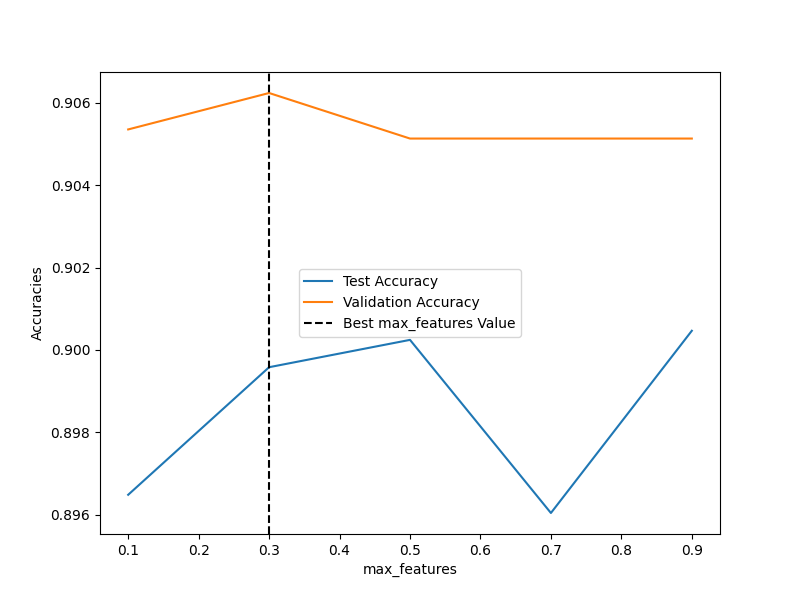 0.906
0.904
0.902
0.900
0.898
0.896
Accuracies
Test Accuracy
Validation Accuracy
Best max_features Value
0.1 0.2 0.3 0.4 0.5 0.6 0.7 0.8 0.9
max_features